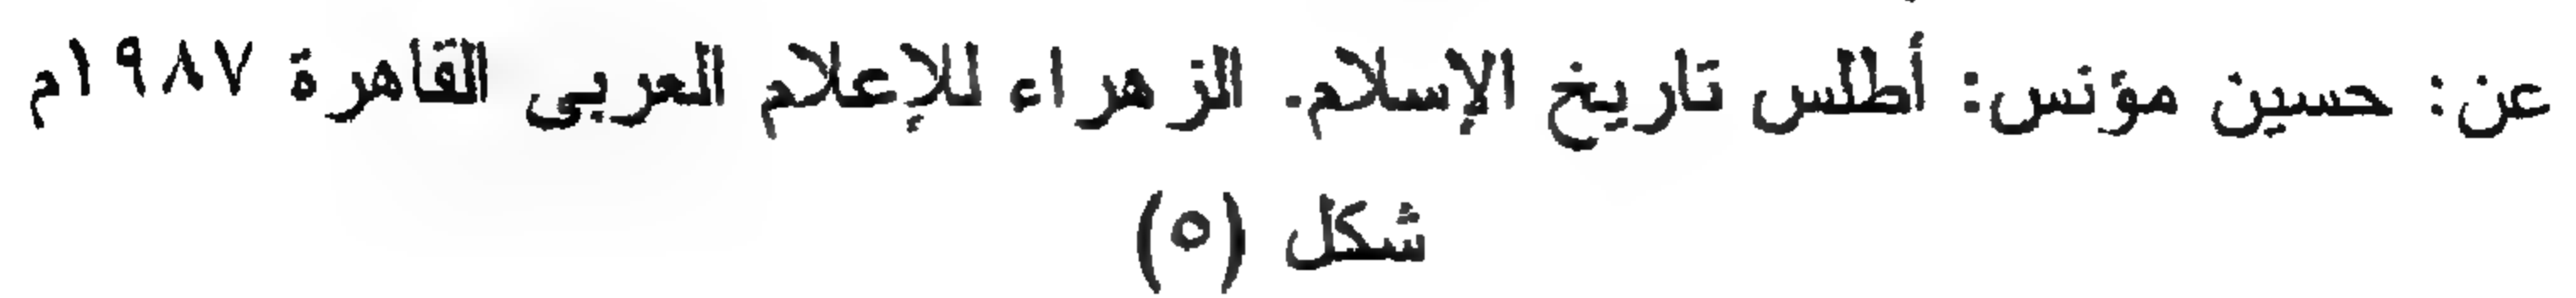 عن: حسين مؤنس: أطلس تاريخ الإسلام. الزهراء للإعلام العربى القاهرة ١٩٨٧م
شكل (٥)